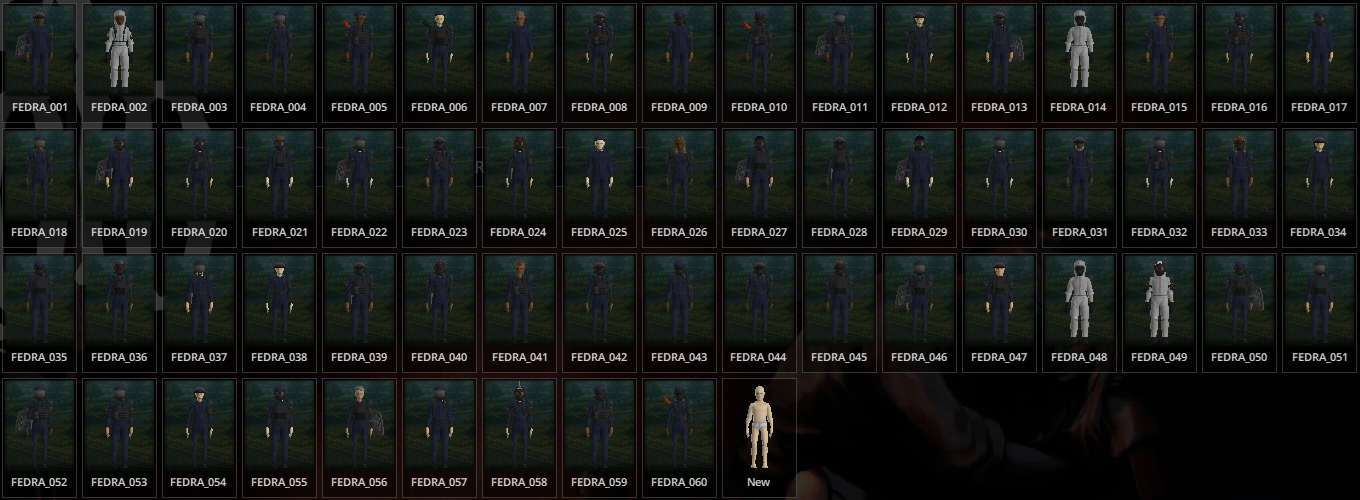 FEDRA_001 FEDRA_002 FEDRA_003 FEDRA_004 FEDRA_005 FEDRA_006 FEDRA_007 FEDRA_008 FEDRA_009 FEDRA_010 FEDRA_011 FEDRA_012 FEDRA_013 FEDRA_014 FEDRA_015 FEDRA_016 FEDRA_017
FEDRA_018 FEDRA_019 FEDRA_020 FEDRA_021 FEDRA_022 FEDRA_023 FEDRA_024 FEDRA_025 FEDRA_026 FEDRA_027 FEDRA_028 FEDRA_029 FEDRA_030 FEDRA_031 FEDRA_032 FEDRA_033 FEDRA_034
FEDRA_035 FEDRA_036 FEDRA_037 FEDRA_038 FEDRA_039 FEDRA_040 FEDRA_041 FEDRA_042 FEDRA_043 FEDRA_044 FEDRA_045 FEDRA_046 FEDRA_047 FEDRA_048 FEDRA_049 FEDRA_050 FEDRA_051
FEDRA_052 FEDRA_053 FEDRA_054 FEDRA_055 FEDRA_056 FEDRA_057 FEDRA_058 FEDRA_059 FEDRA_060 New